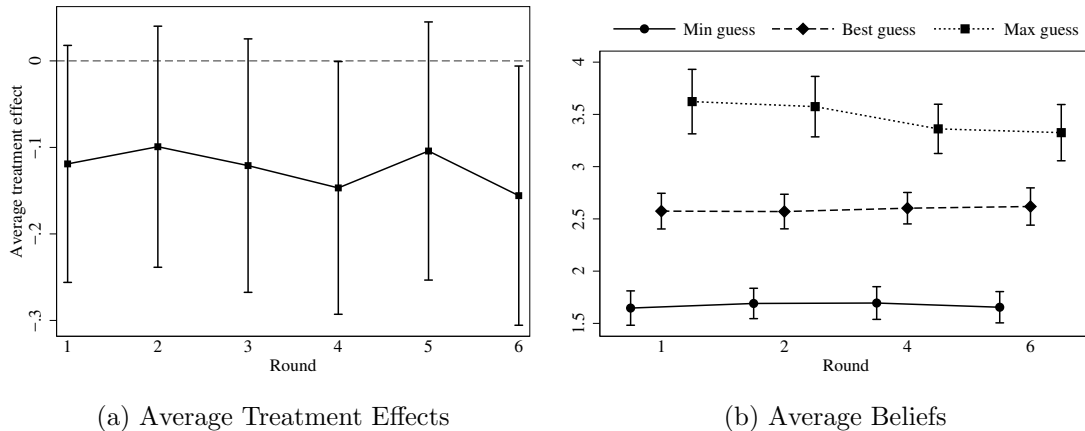 Average treatment effect
0
-.1
-.2
-.3
1 2 3 4 5 6
Round
(a) Average Treatment Effects
Min guess Best guess Max guess
4
3.5
3
2.5
2
1.5
1 2 4 6
Round
(b) Average Beliefs